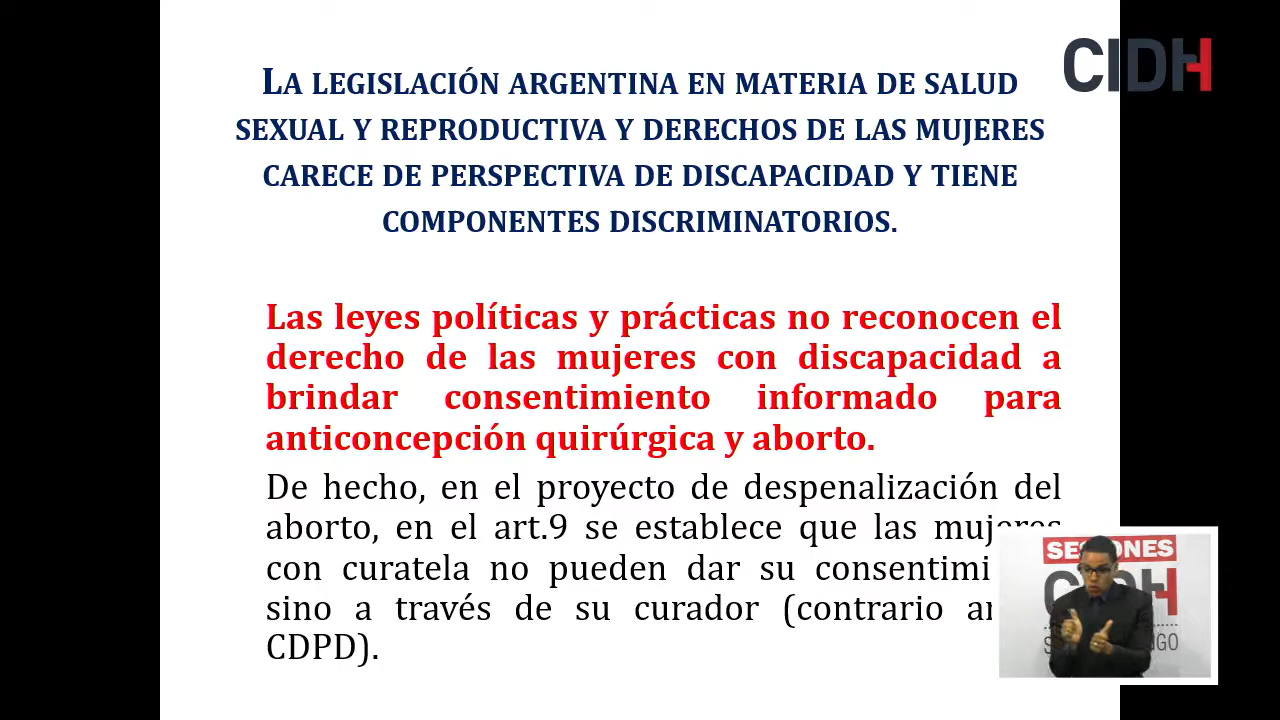 CIDH
LA LEGISLACIÓN ARGENTINA EN MATERIA DE SALUD
SEXUAL Y REPRODUCTIVA Y DERECHOS DE LAS MUJERES
CARECE DE PERSPECTIVA DE DISCAPACIDAD Y TIENE
COMPONENTES DISCRIMINATORIOS.
Las leyes políticas y prácticas no reconocen el
derecho de las mujeres con discapacidad a
brindar consentimiento informado para
anticoncepción quirúrgica y aborto.
De hecho, en el proyecto de despenalización del
aborto, en el art.9 se establece que las mujeres
con curatela no pueden dar su
sino a través de su curador (contrario
CDPD).